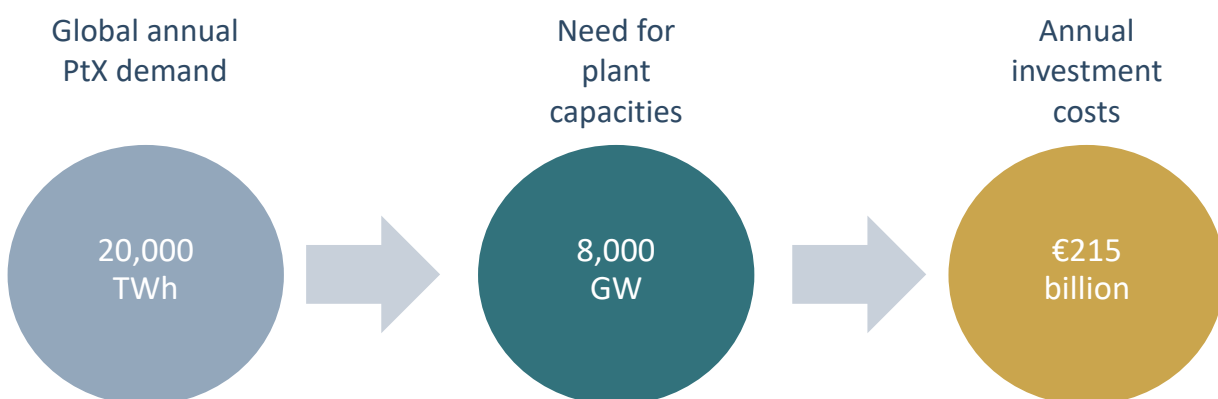 Global annual
PtX demand
Need for
plant
capacities
Annual
investment
costs
20,000
TWh
8,000
GW
€215
billion